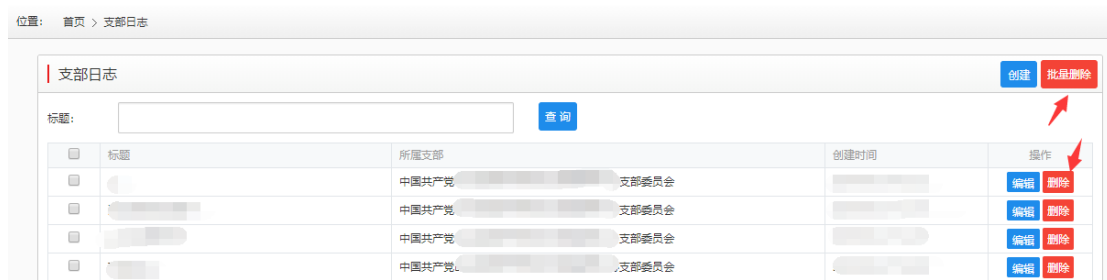 位置： 首页 > 支部日志
支部日志 创建 批量删除
标题： 查 询
标题 所属支部 创建时间 操作
中国共产党 支部委员会 编辑 删除
中国共产党 支部委员会 编辑 删除
中国共产党 支部委员会 编辑 删除
中国共产党 支部委员会 编辑 删除